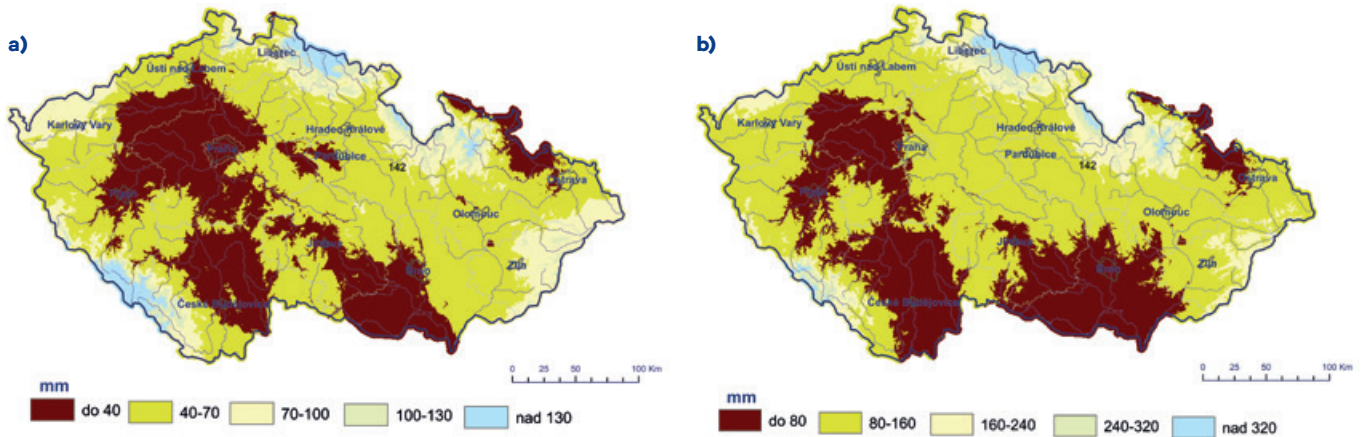 a)
Liberec
Ústí nad Labem
Karlovy Vary
Hradec Králové
Praha
Pardubice
142
Plzeň
Ostrava
Olomouc
Jihlava
Brno
Zlín
České Budějovice
0 25 50 100 Km
mm
do 40 40-70 70-100 100-130 nad 130
b)
Liberec
Ústí nad Labem
Karlovy Vary
Hradec Králové
Praha
Pardubice
142
Plzeň
Ostrava
Olomouc
Jihlava
Brno
Zlín
České Budějovice
0 25 50 100 Km
mm
do 80 80-160 160-240 240-320 nad 320